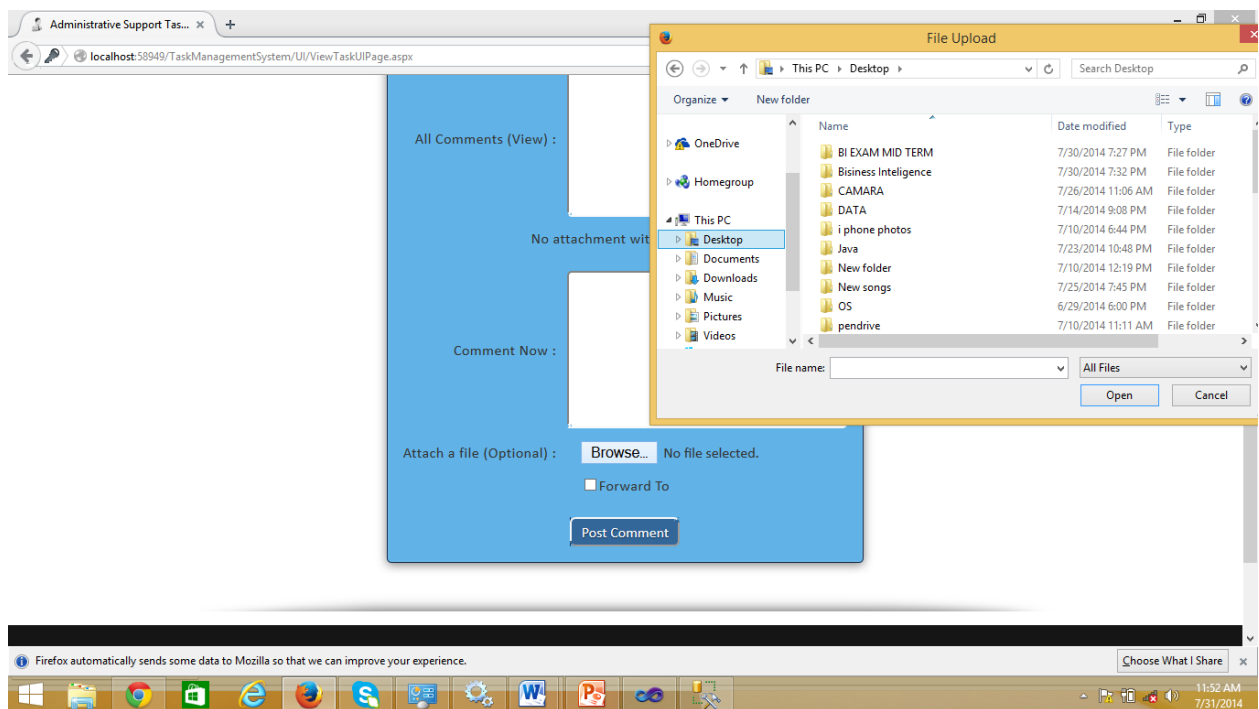 Administrative Support Tas... × +
localhost:58949/TaskManagementSystem/UI/ViewTaskUIPage.aspx
All Comments (View) :
No attachment wit
Comment Now :
Attach a file (Optional) : Browse... No file selected.
Forward To
Post Comment
File Upload
This PC Desktop
Search Desktop
Organize New folder
OneDrive
Homegroup
This PC
Desktop
Documents
Downloads
Music
Pictures
Videos
Name Date modified Type
BI EXAM MID TERM 7/30/2014 7:27 PM File folder
Bisiness Inteligence 7/30/2014 7:32 PM File folder
CAMARA 7/26/2014 11:06 AM File folder
DATA 7/14/2014 9:08 PM File folder
i phone photos 7/10/2014 6:44 PM File folder
Java 7/23/2014 10:48 PM File folder
New folder 7/10/2014 12:19 PM File folder
New songs 7/25/2014 7:45 PM File folder
OS 6/29/2014 6:00 PM File folder
pendrive 7/10/2014 11:11 AM File folder
File name: All Files
Open Cancel
Firefox automatically sends some data to Mozilla so that we can improve your experience. Choose What I Share ×
11:52 AM
7/31/2014